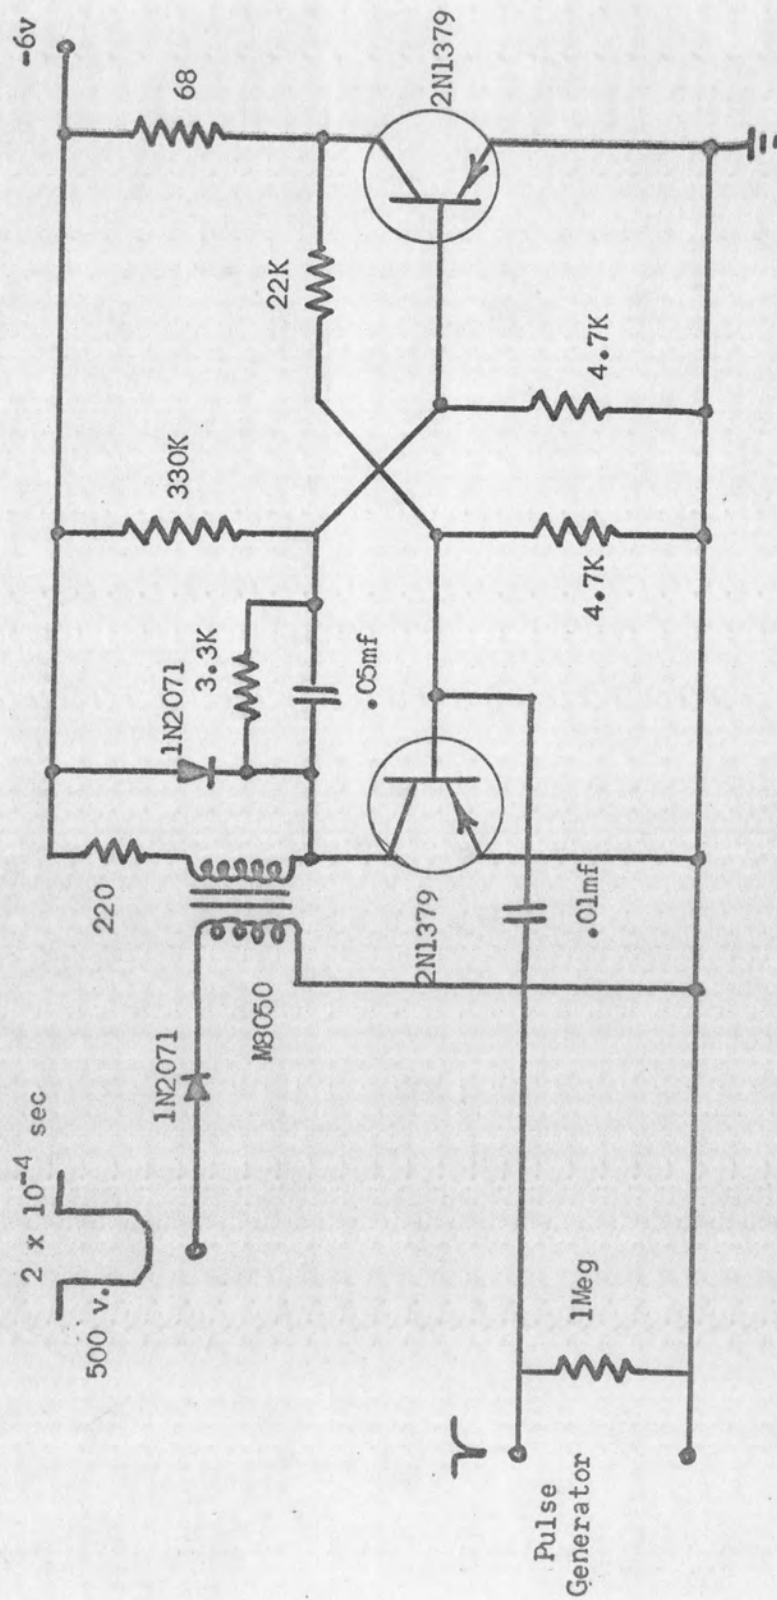 2 x 10-4 sec
500 v.
-6v
220
1N2071
3.3K
330K
68
1N2071
M8050
.05mf
22K
2N1379
2N1379
.01mf
4.7K
4.7K
Pulse
Generator
1Meg